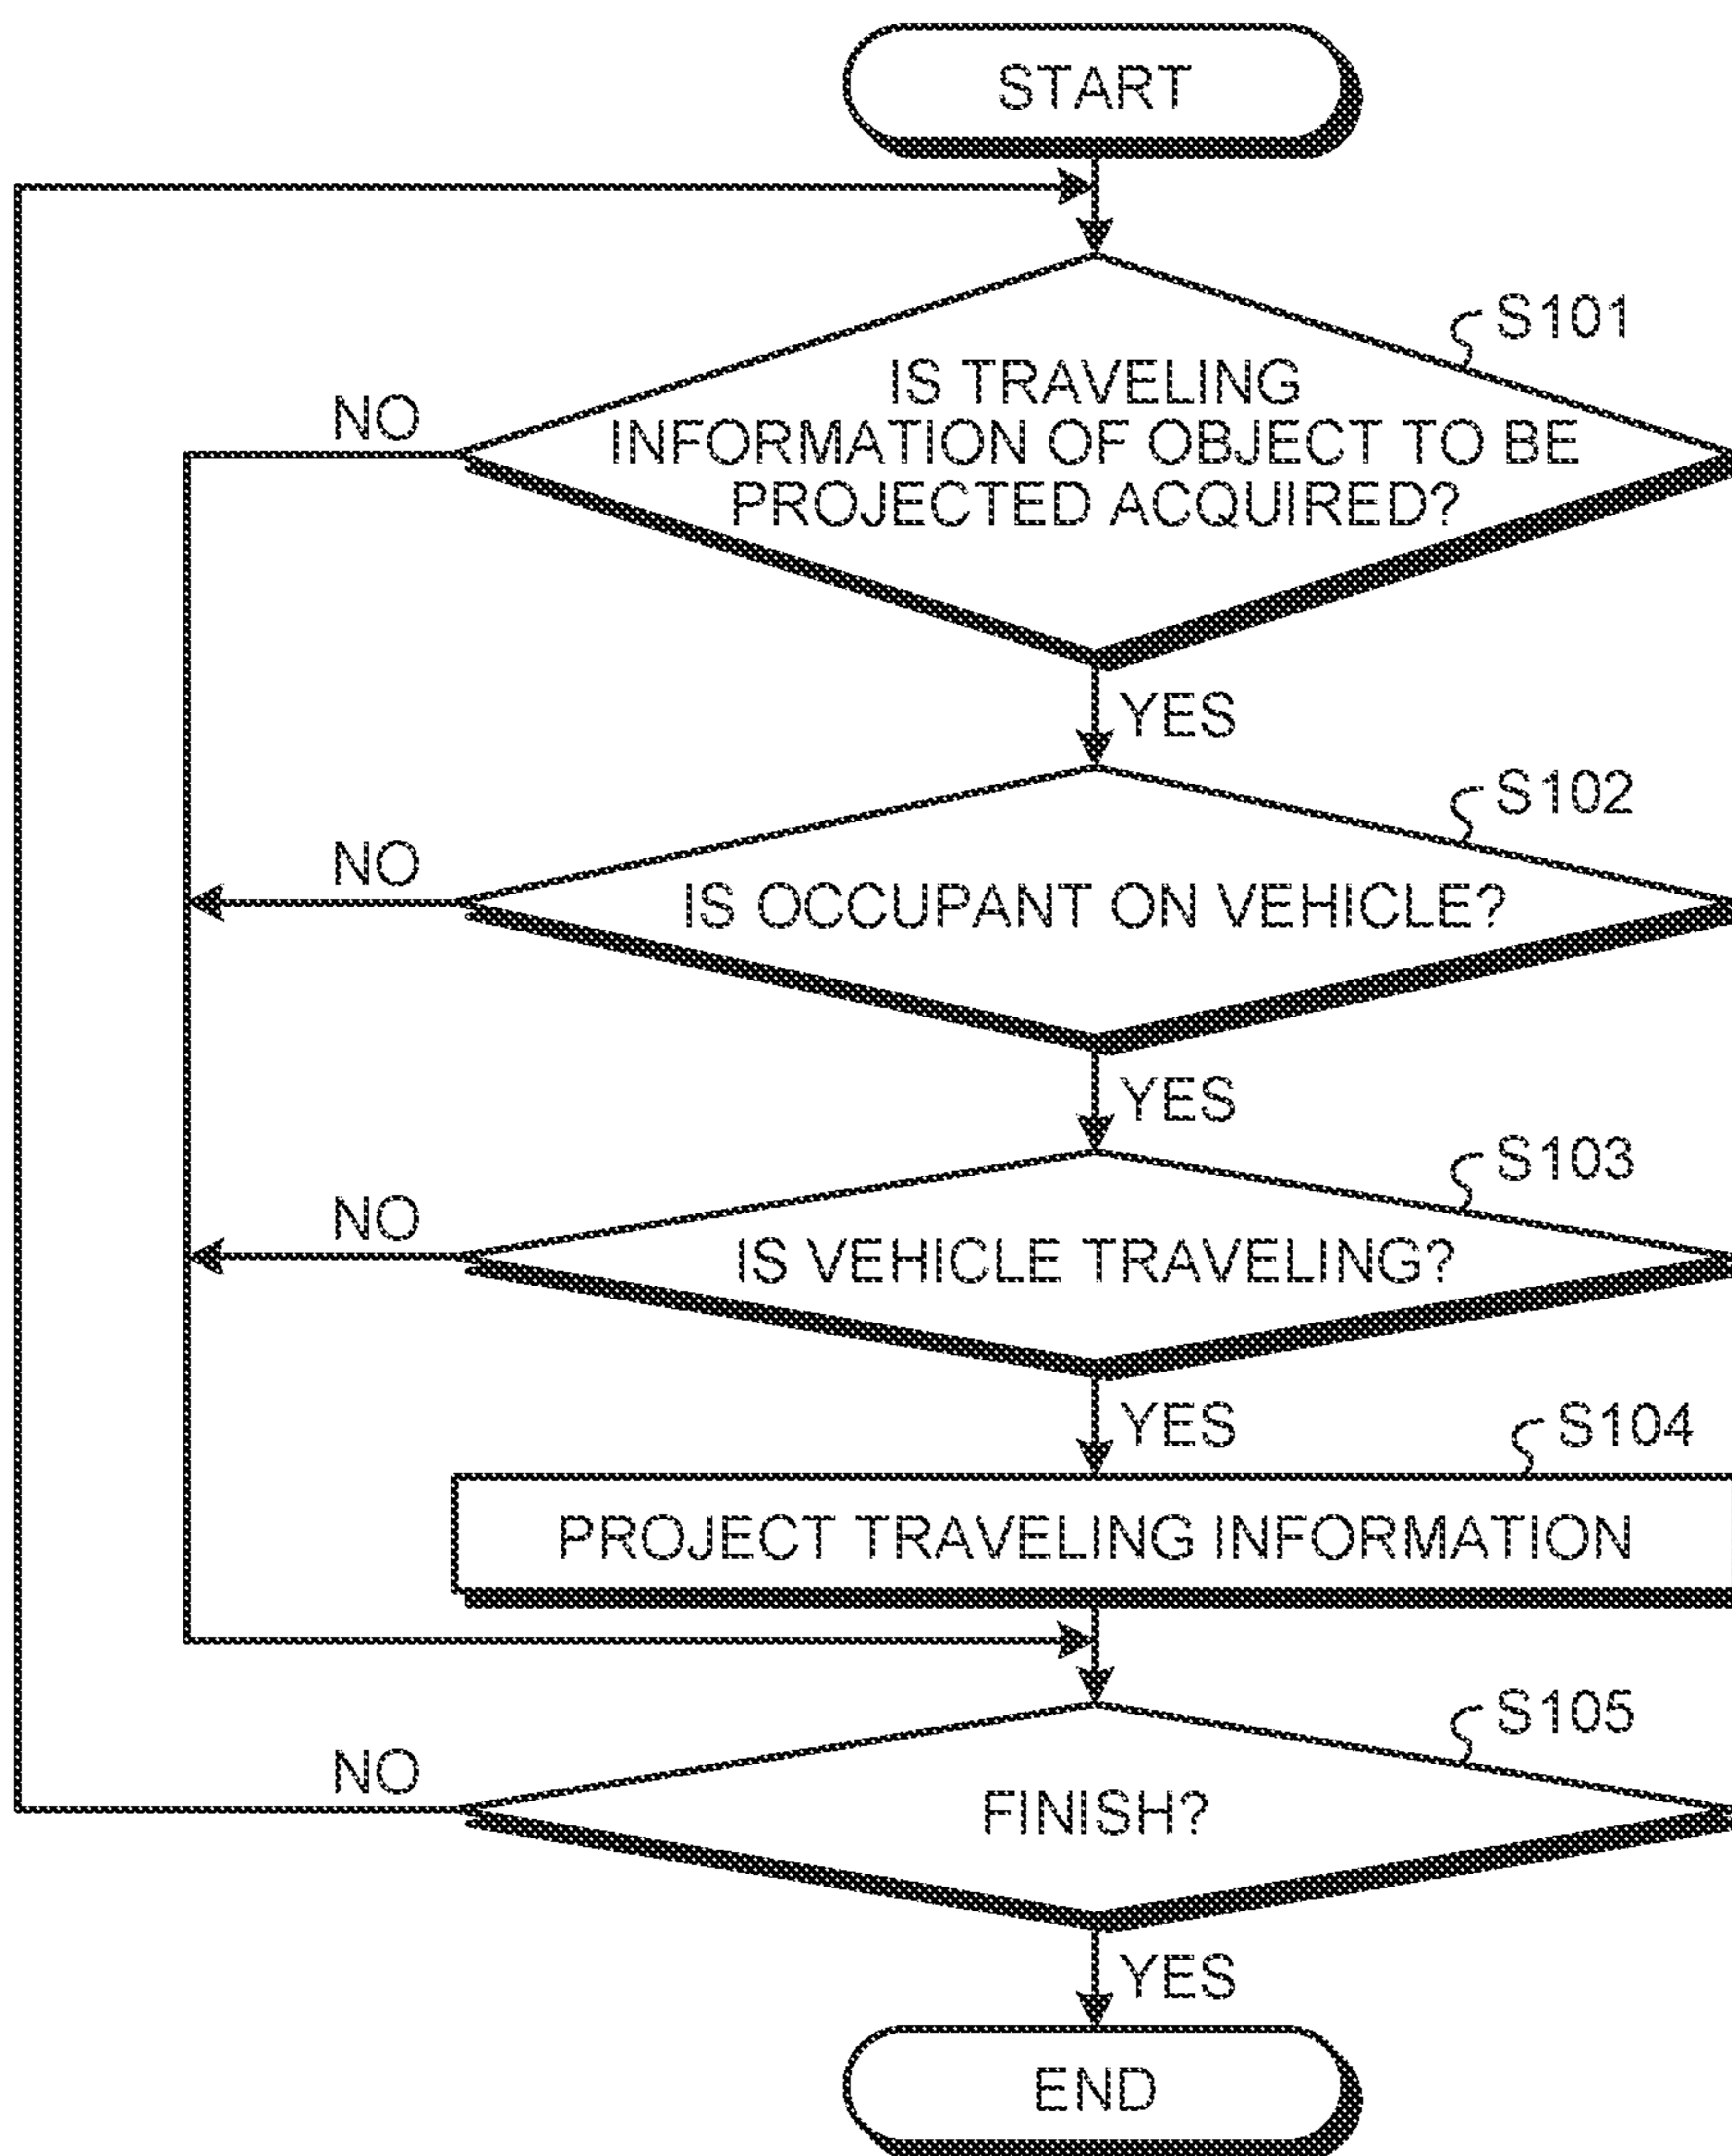 START
S101
IS TRAVELING
INFORMATION OF OBJECT TO BE
PROJECTED ACQUIRED?
NO
YES
S102
NO
IS OCCUPANT ON VEHICLE?
YES
S103
NO
IS VEHICLE TRAVELING?
YES
S104
PROJECT TRAVELING INFORMATION
S105
NO
FINISH?
YES
END